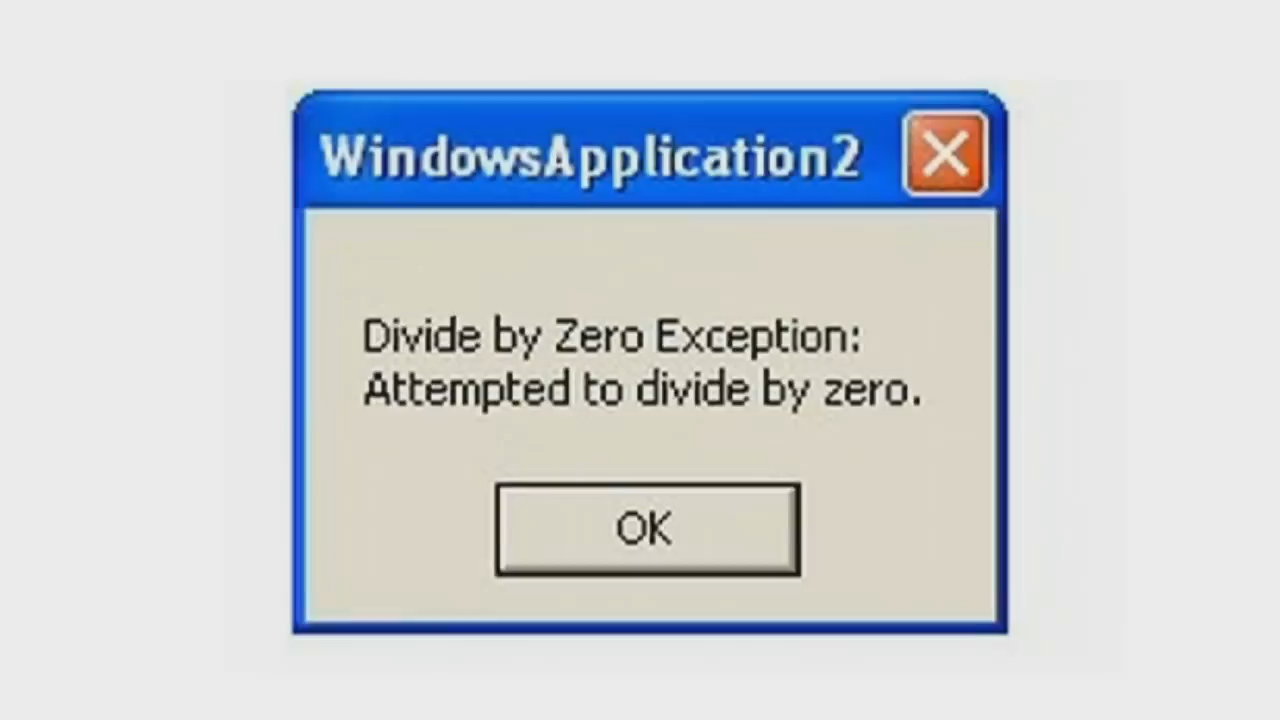 WindowsApplication2
Divide by Zero Exception:
Attempted to divide by zero.
OK